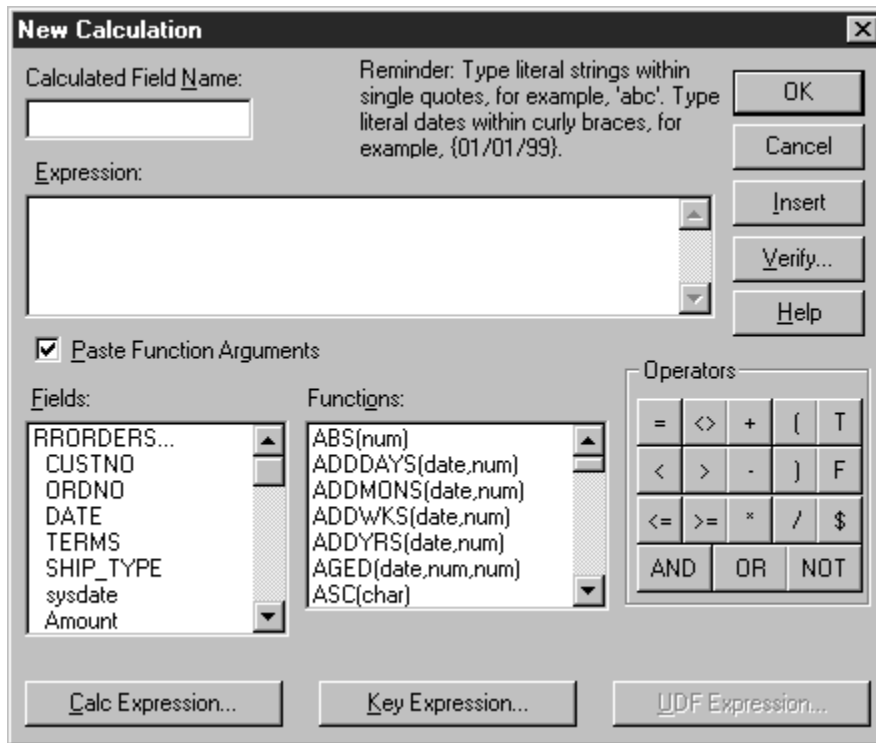 New Calculation
Calculated Field Name:
Reminder: Type literal strings within
single quotes, for example, 'abc'. Type
literal dates within curly braces, for
example, {01/01/99}.
OK
Cancel
Expression:
Insert
Verify...
Help
Paste Function Arguments
Fields:
RRORDERS...
CUSTNO
ORDNO
DATE
TERMS
SHIP_TYPE
sysdate
Amount
Functions:
ABS(num)
ADDDAYS(date,num)
ADDMONS(date,num)
ADDWKS(date,num)
ADDYRS(date,num)
AGED(date,num,num)
ASC(char)
Operators
= <> + ( T
< > - ) F
<= >= * / $
AND OR NOT
Calc Expression...
Key Expression...
UDF Expression...